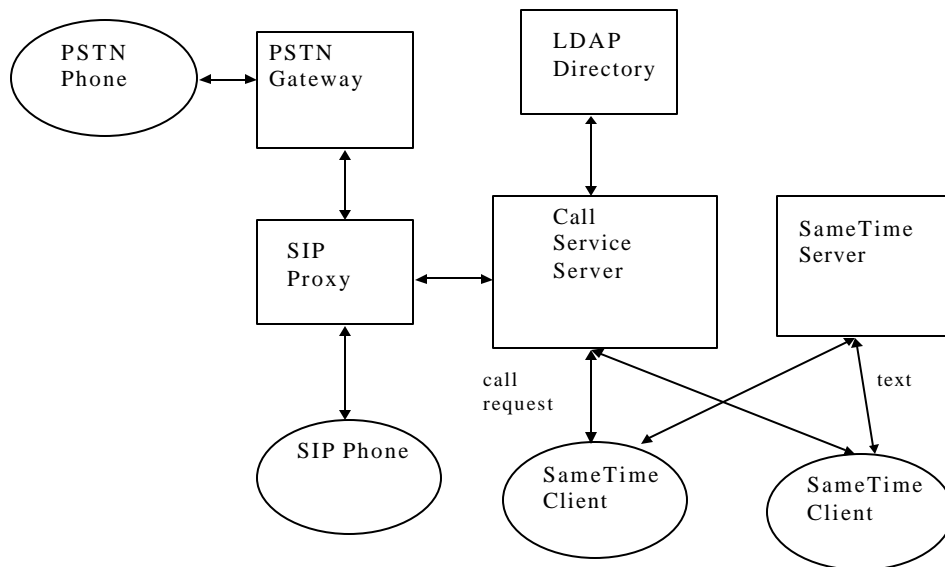 PSTN
Phone
PSTN
Gateway
LDAP
Directory
SIP
Proxy
Call
Service
Server
SameTime
Server
call
request
text
SIP Phone
SameTime
Client
SameTime
Client